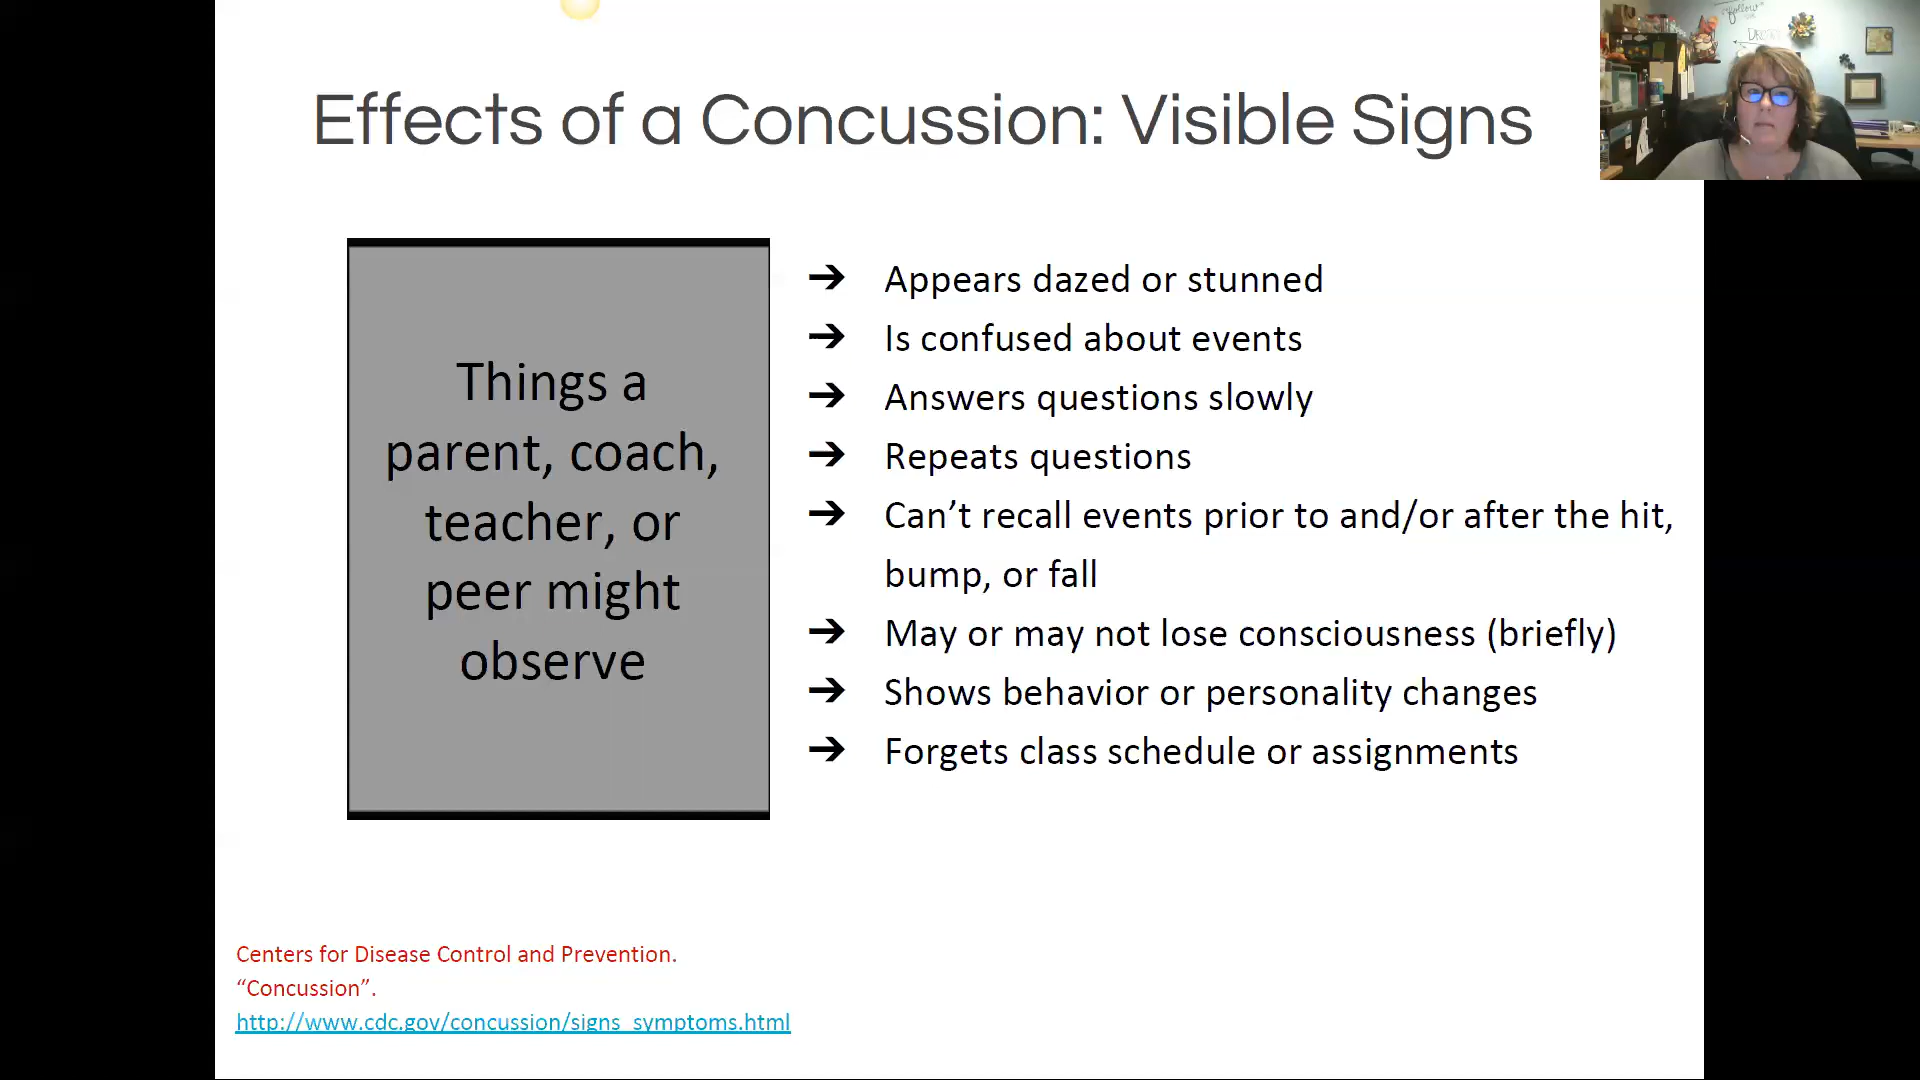 Effects of a Concussion: Visible Signs
Things a
parent, coach,
teacher, or
peer might
observe
➔ Appears dazed or stunned
➔ Is confused about events
➔ Answers questions slowly
➔ Repeats questions
➔ Can’t recall events prior to and/or after the hit,
bump, or fall
➔ May or may not lose consciousness (briefly)
➔ Shows behavior or personality changes
➔ Forgets class schedule or assignments
Centers for Disease Control and Prevention.
“Concussion”.
http://www.cdc.gov/concussion/signs_symptoms.html
follow